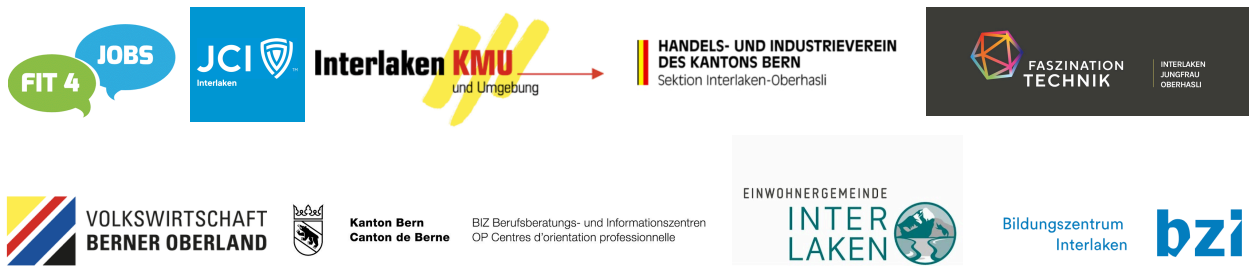 FIT 4
JOBS
JCI
TM
Interlaken
Interlaken KMU
und Umgebung
HANDELS- UND INDUSTRIEVEREIN
DES KANTONS BERN
Sektion Interlaken-Oberhasli
FASZINATION
TECHNIK
INTERLAKEN
JUNGFRAU
OBERHASLI
VOLKSWIRTSCHAFT
BERNER OBERLAND
Kanton Bern
Canton de Berne
BIZ Berufsberatungs- und Informationszentren
OP Centres d'orientation professionnelle
EINWOHNERGEMEINDE
INTER
LAKEN
Bildungszentrum
Interlaken
bzi